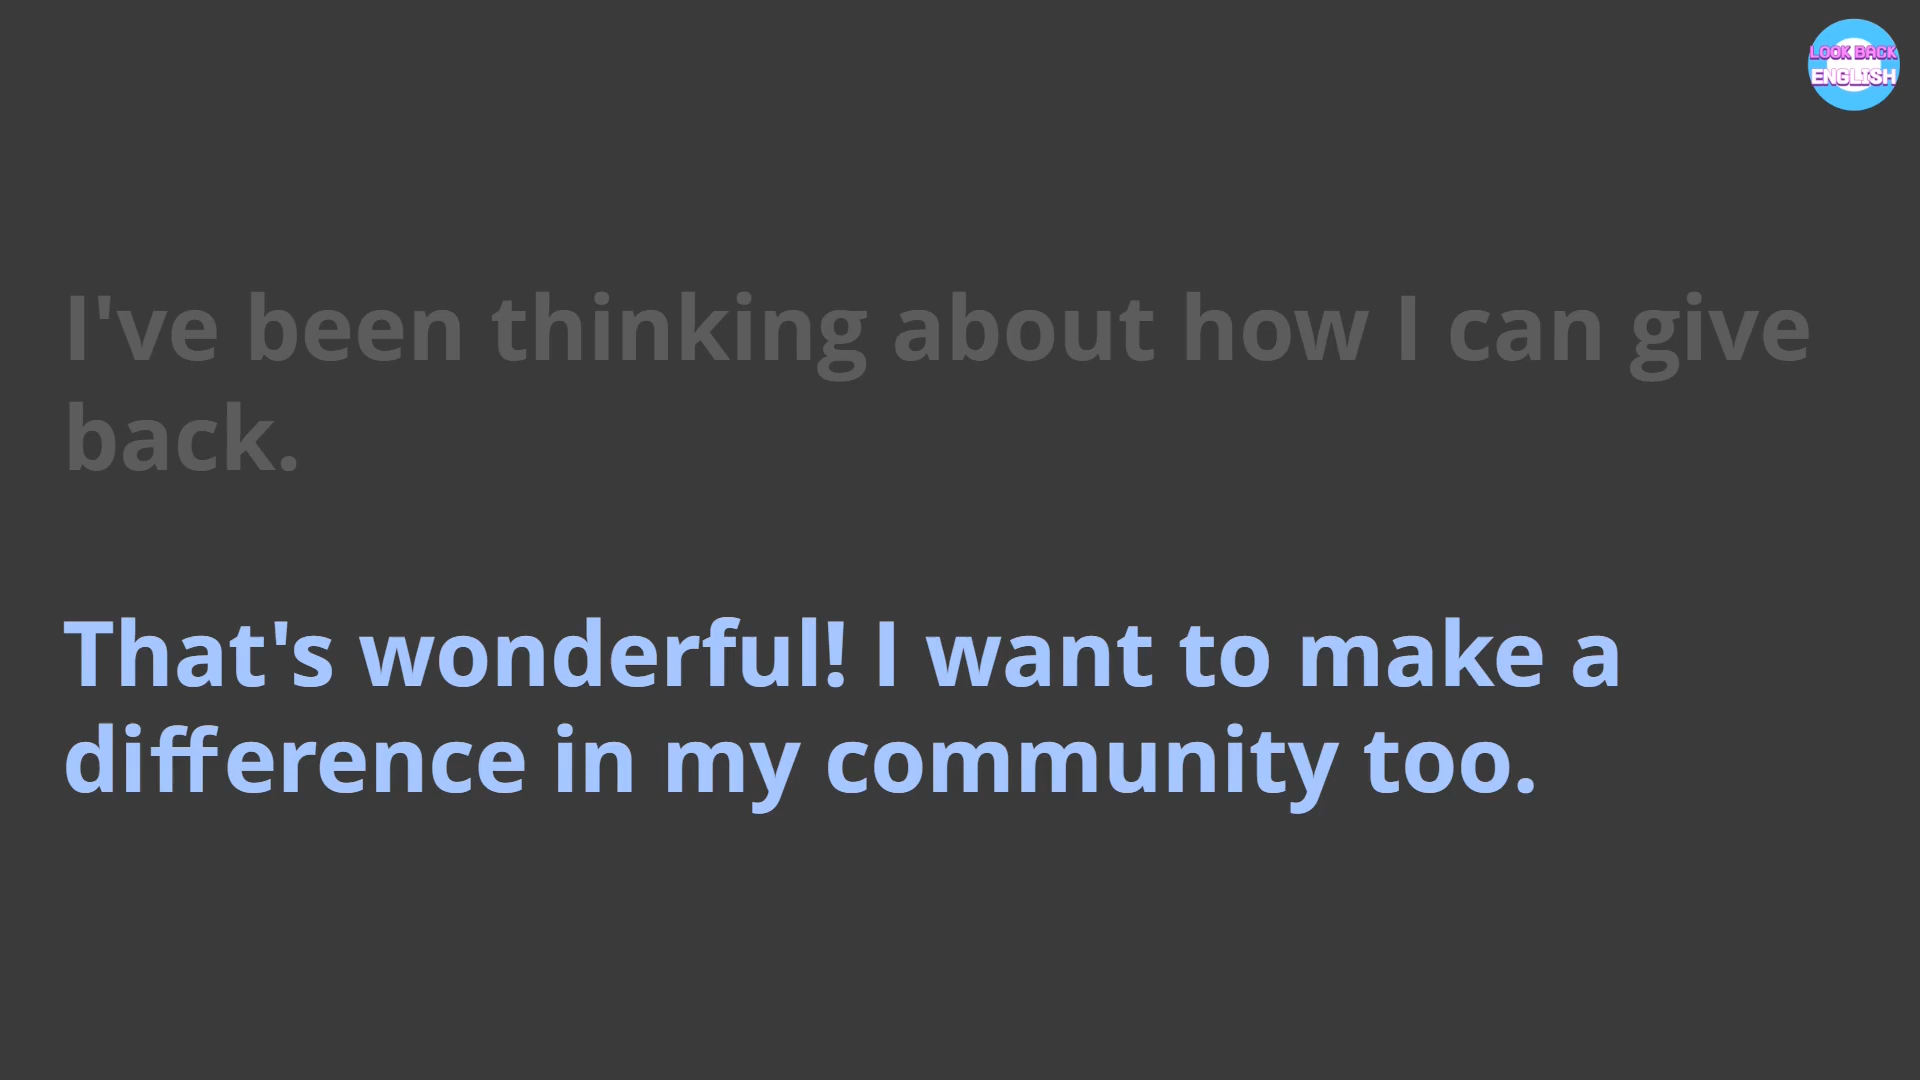 LOOK BACK
ENGLISH
I've been thinking about how I can give
back.
That's wonderful! I want to make a
difference in my community too.